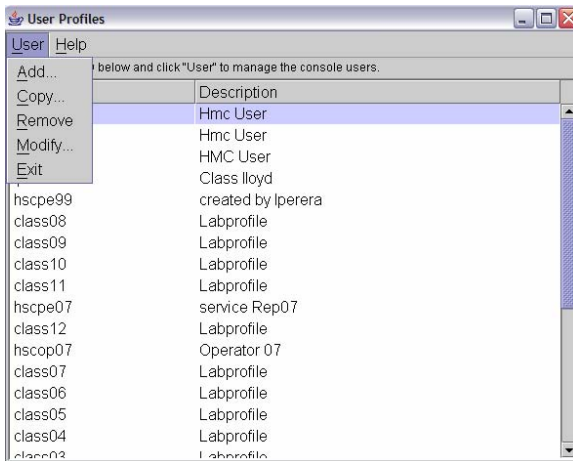 User Profiles
User Help
below and click "User" to manage the console users.
Add...
Copy...
Remove
Modify...
Exit
Description
Hmc User
Hmc User
HMC User
Class lloyd
hscpe99 created by lperera
class08 Labprofile
class09 Labprofile
class10 Labprofile
class11 Labprofile
hscpe07 service Rep07
class12 Labprofile
hscop07 Operator 07
class07 Labprofile
class06 Labprofile
class05 Labprofile
class04 Labprofile
class03 Labprofile